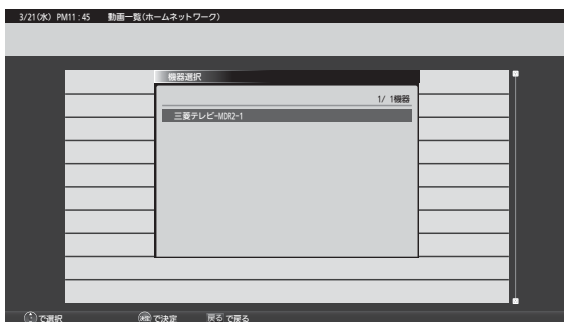 3/21(水) PM11:45 動画一覧(ホームネットワーク)
機器選択
1/ 1機器
三菱テレビ-MDR2-1
で選択 決定 で決定 戻る で戻る